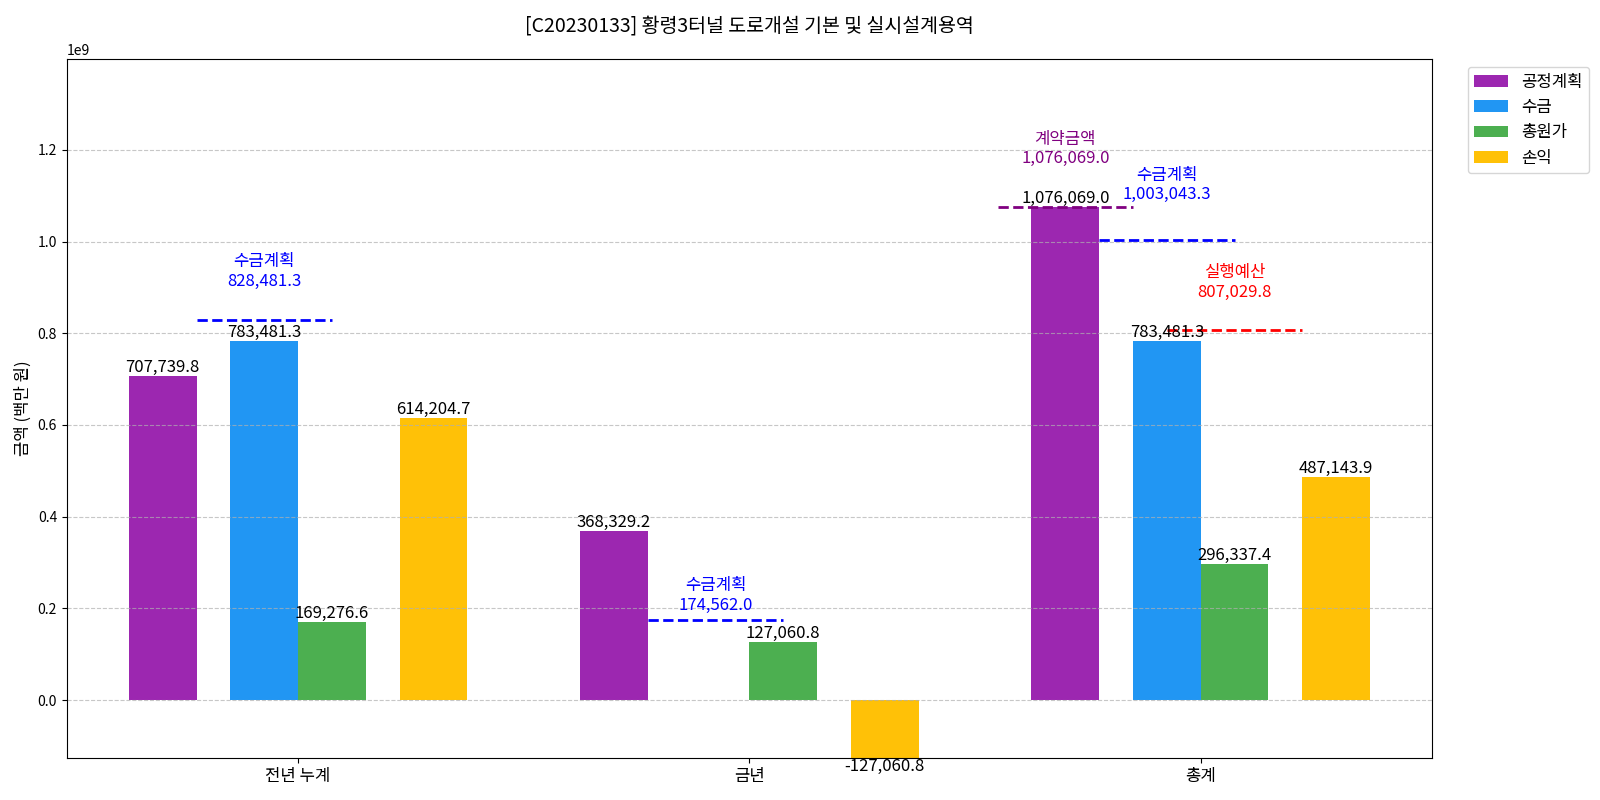 [C20230133] 황령3터널 도로개설 기본 및 실시설계용역
1e9
금액 (백만 원)
1.2
1.0
0.8
0.6
0.4
0.2
0.0
수금계획
828,481.3
783,481.3
707,739.8
614,204.7
169,276.6
368,329.2
수금계획
174,562.0
127,060.8
-127,060.8
계약금액
1,076,069.0
1,076,069.0
수금계획
1,003,043.3
실행예산
807,029.8
783,481.3
487,143.9
296,337.4
전년 누계
금년
총계
공정계획
수금
총원가
손익